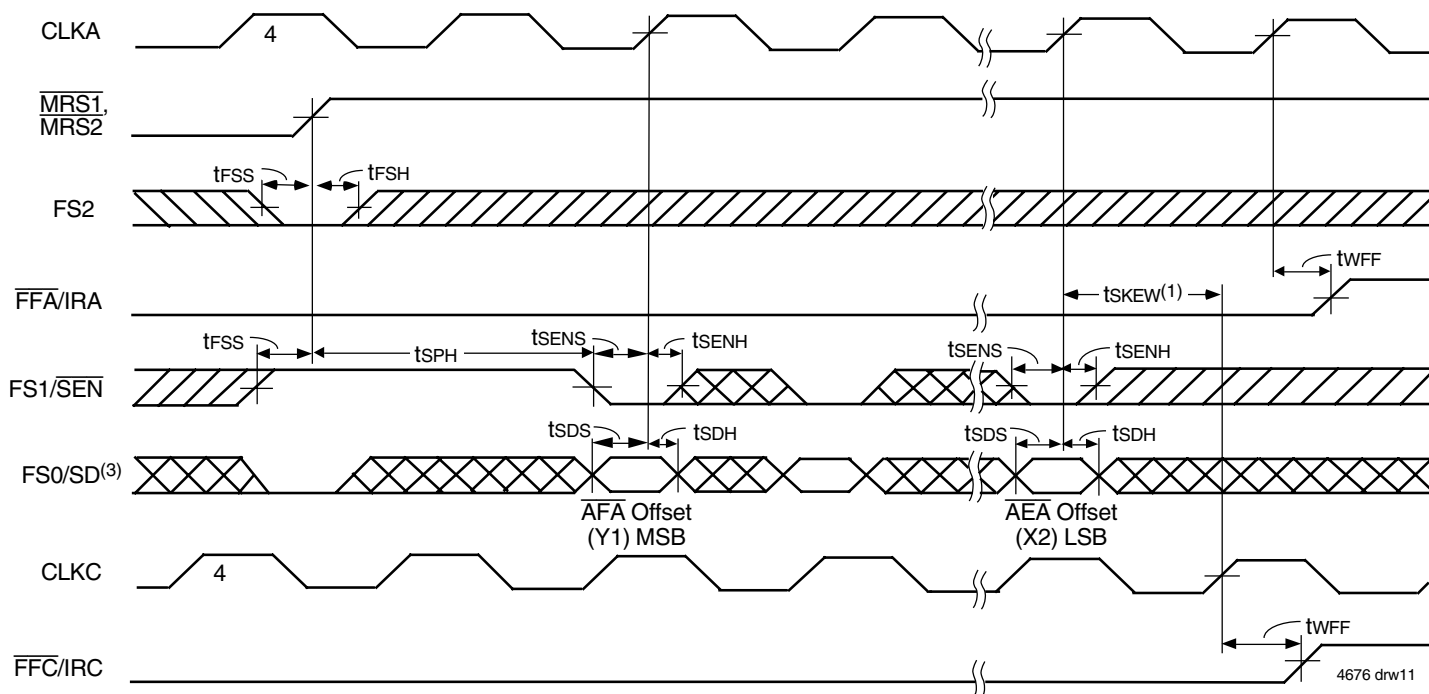 CLKA
4
MRS1,
MRS2
tFSS
tFSH
FS2
tWFF
FFA/IRA
tSKEW(1)
tFSS
tSPH
tSENS
tSENH
tSENS
tSENH
FS1/SEN
tSDS
tSDH
tSDS
tSDH
FS0/SD(3)
AFA Offset
(Y1) MSB
AEA Offset
(X2) LSB
CLKC
4
tWFF
FFC/IRC
4676 drw11